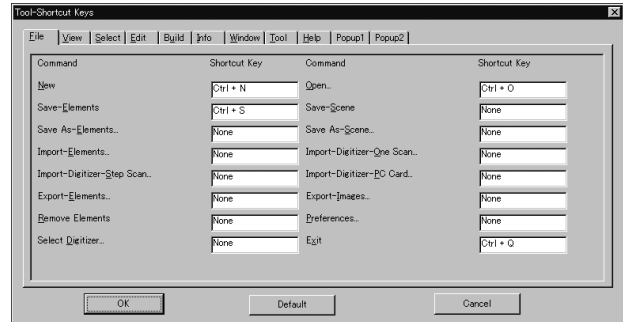 Tool-Shortcut Keys
File View Select Edit Build Info Window Tool Help Popup1 Popup2
Command Shortcut Key Command Shortcut Key
New Ctrl + N Open... Ctrl + O
Save-Elements Ctrl + S Save-Scene None
Save As-Elements... None Save As-Scene... None
Import-Elements... None Import-Digitizer-One Scan... None
Import-Digitizer-Step Scan... None Import-Digitizer-PC Card... None
Export-Elements... None Export-Images... None
Remove Elements None Preferences... None
Select Digitizer... None Exit Ctrl + Q
OK Default Cancel